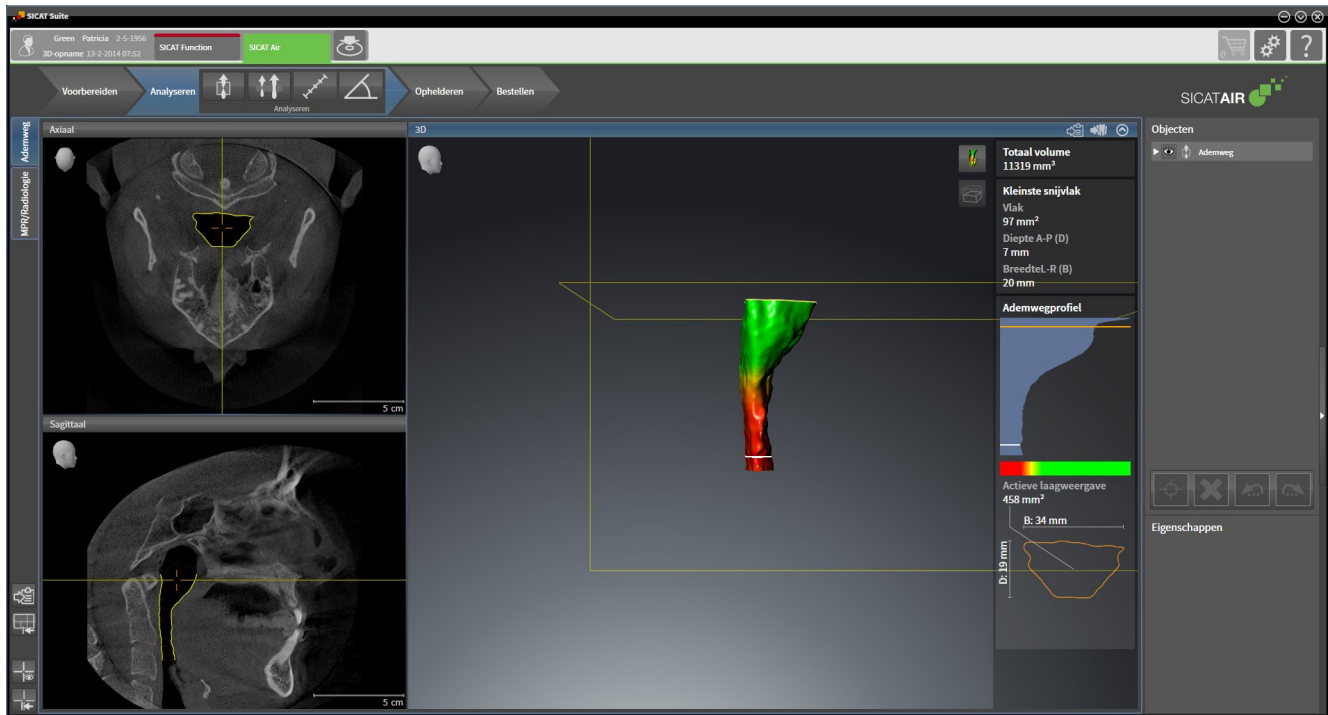 SICAT Suite
Green Patricia 2-5-1956
3D-opname 13-2-2014 07:52
SICAT Function
SICAT Air
0
?
Voorbereiden
Analyseren
Analyseren
Ophelderen
Bestellen
SICATAIR
Ademweg
MPR/Radiologie
Axiaal
5 cm
Sagittaal
5 cm
3D
Totaal volume
11319 mm³
Kleinste snijvlak
Vlak
97 mm²
Diepte A-P (D)
7 mm
BreedteL-R (B)
20 mm
Ademwegprofiel
Actieve laagweergave
458 mm²
B: 34 mm
D: 19 mm
Objecten
Ademweg
Eigenschappen